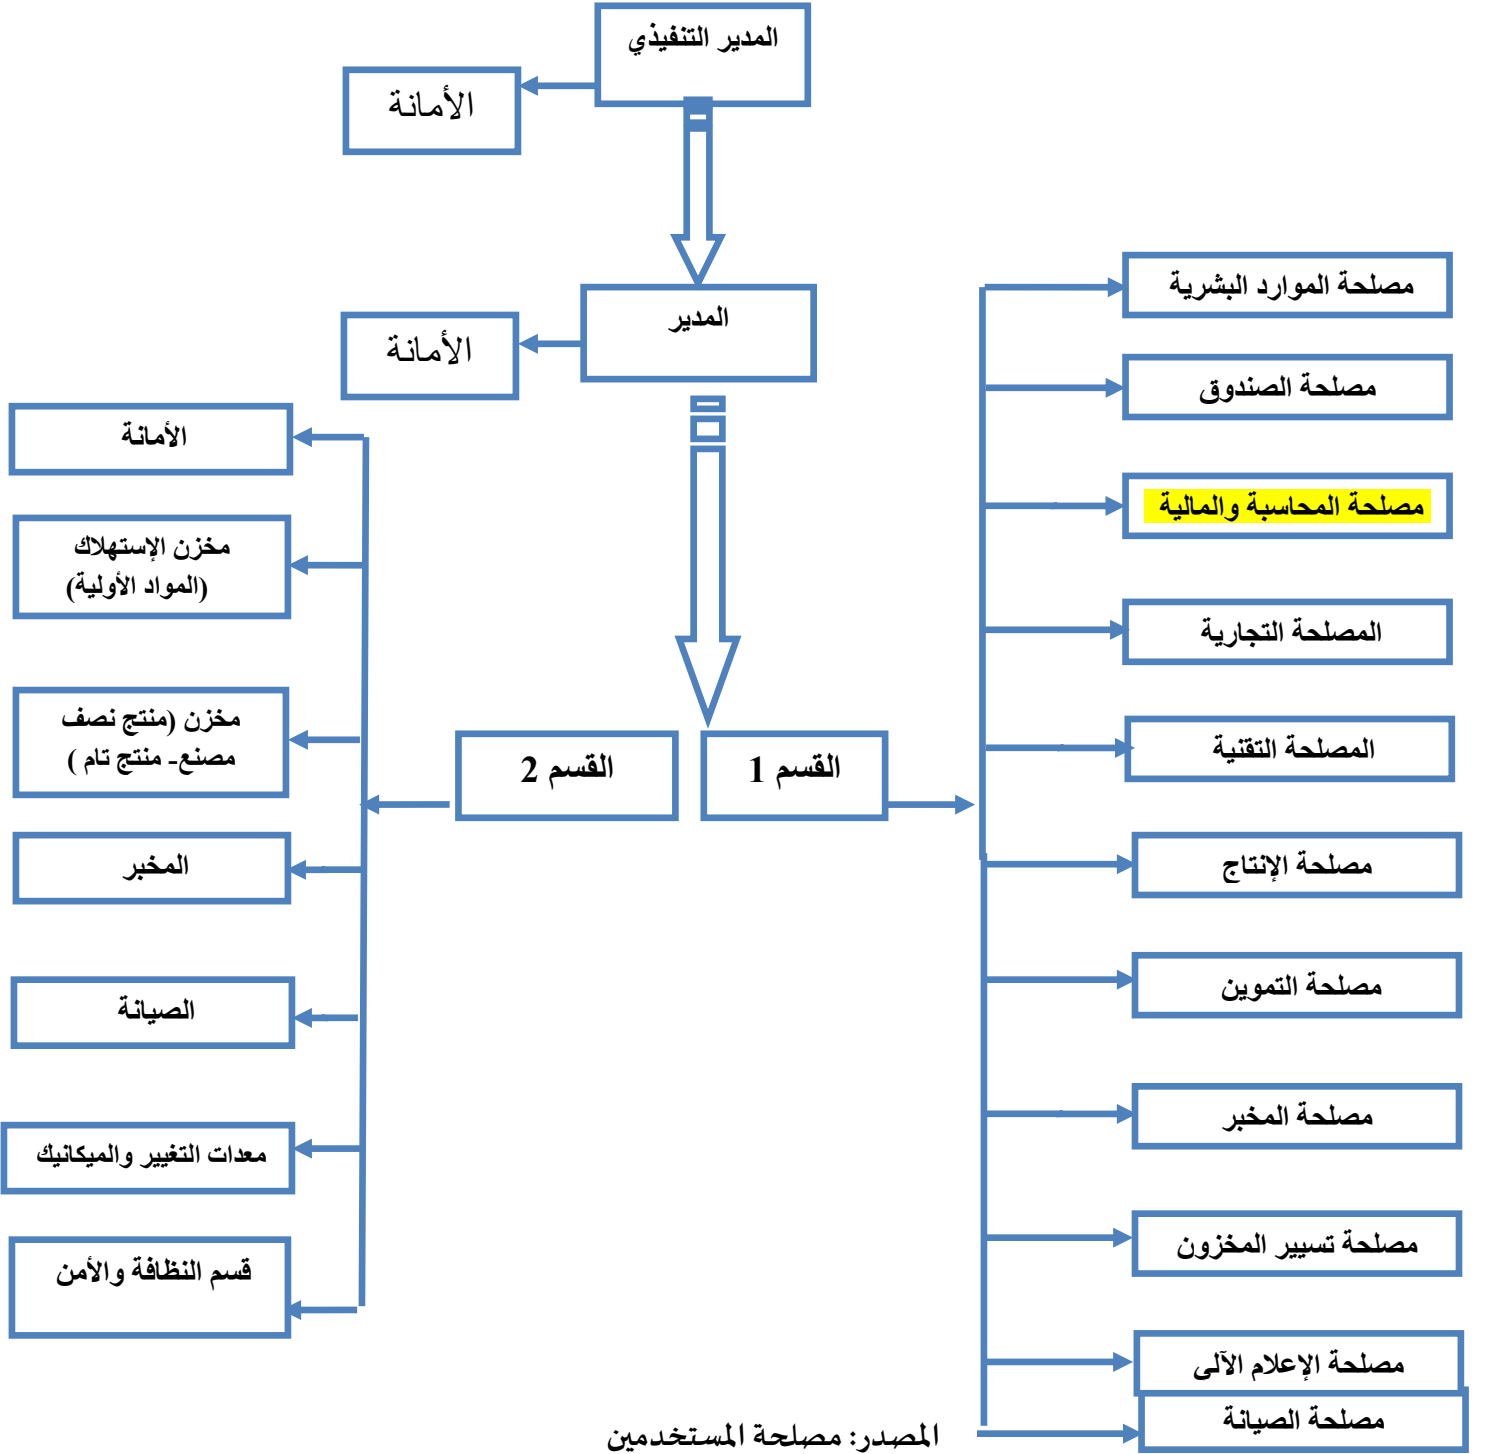 المدير التنفيذي
الأمانة
المدير
الأمانة
القسم 1
القسم 2
مصلحة الموارد البشرية
مصلحة الصندوق
مصلحة المحاسبة والمالية
المصلحة التجارية
المصلحة التقنية
مصلحة الإنتاج
مصلحة التموين
مصلحة المخبر
مصلحة تسيير المخزون
مصلحة الإعلام الآلى
مصلحة الصيانة
الأمانة
مخزن الإستهلاك
(المواد الأولية)
مخزن (منتج نصف
مصنع- منتج تام )
المخبر
الصيانة
معدات التغيير والميكانيك
قسم النظافة والأمن
المصدر: مصلحة المستخدمين